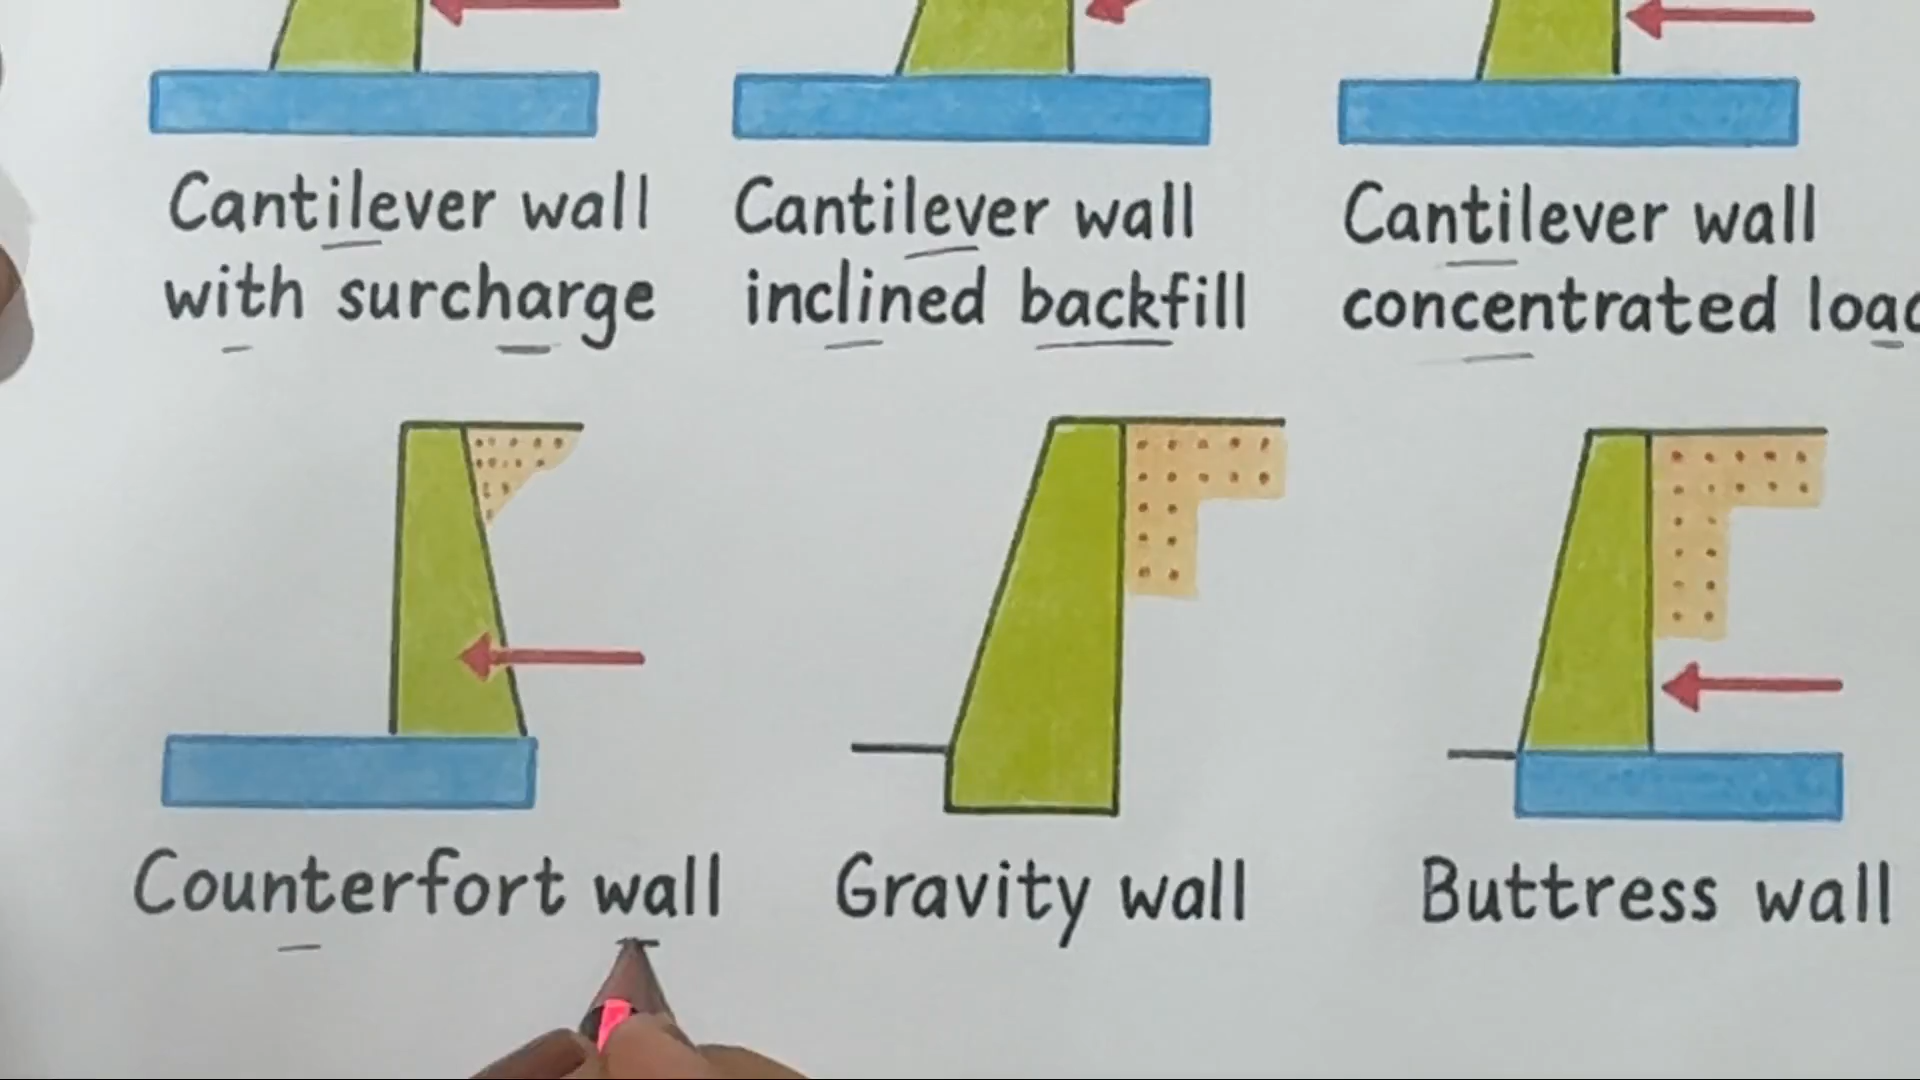 Cantilever wall
with surcharge
Cantilever wall
inclined backfill
Cantilever wall
concentrated
Counterfort wall
Gravity wall
Buttress wall